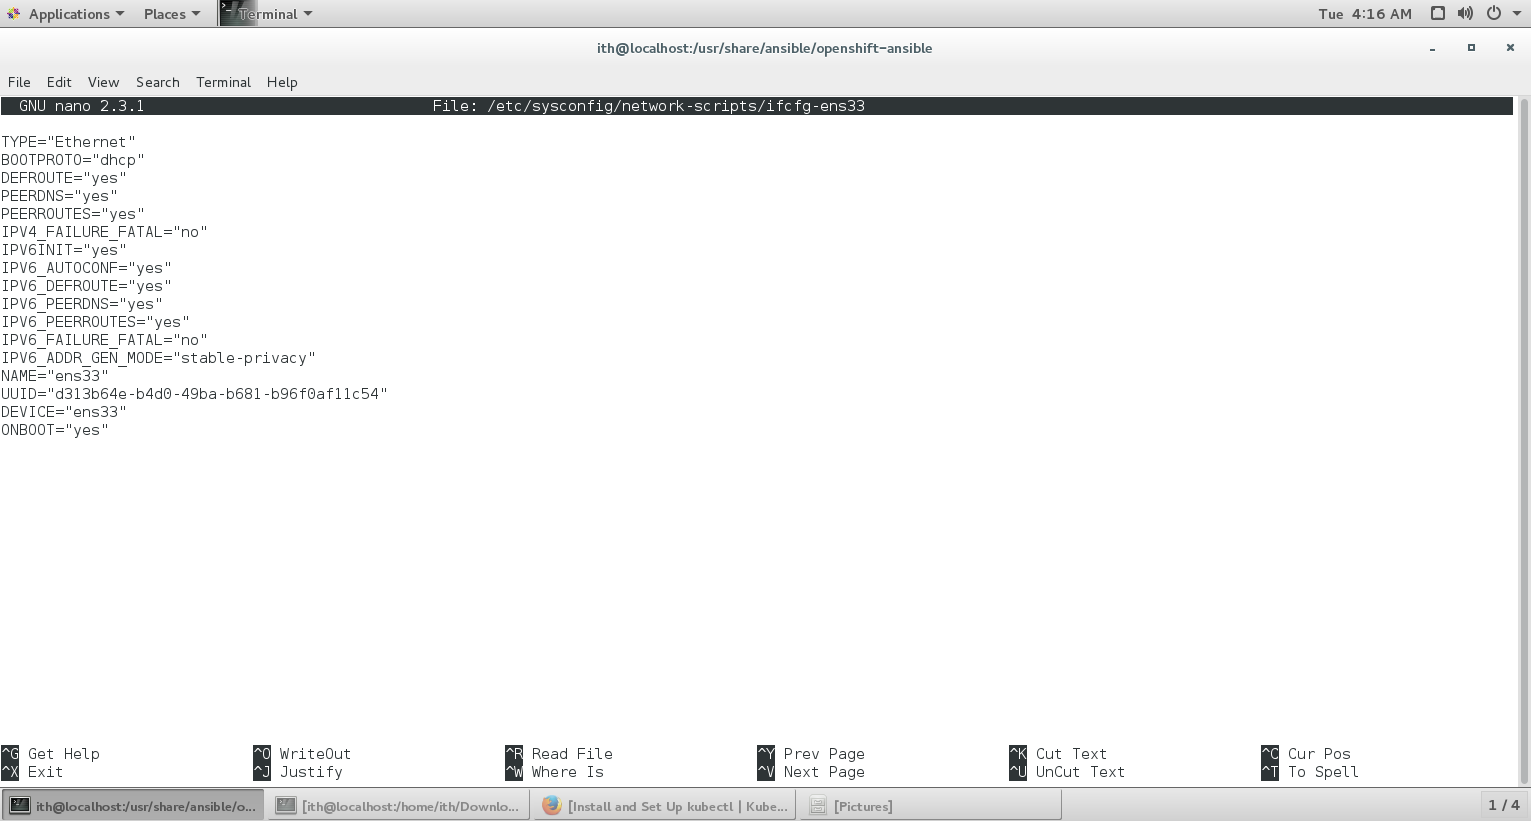 Applications Places Terminal Tue 4:16 AM
ith@localhost:/usr/share/ansible/openshift-ansible
File Edit View Search Terminal Help
GNU nano 2.3.1 File: /etc/sysconfig/network-scripts/ifcfg-ens33
TYPE="Ethernet"
BOOTPROTO="dhcp"
DEFROUTE="yes"
PEERDNS="yes"
PEERROUTES="yes"
IPV4_FAILURE_FATAL="no"
IPV6INIT="yes"
IPV6_AUTOCONF="yes"
IPV6_DEFROUTE="yes"
IPV6_PEERDNS="yes"
IPV6_PEERROUTES="yes"
IPV6_FAILURE_FATAL="no"
IPV6_ADDR_GEN_MODE="stable-privacy"
NAME="ens33"
UUID="d313b64e-b4d0-49ba-b681-b96f0af11c54"
DEVICE="ens33"
ONBOOT="yes"
^G Get Help ^O WriteOut ^R Read File ^Y Prev Page ^K Cut Text ^C Cur Pos
^X Exit ^J Justify ^W Where Is ^V Next Page ^U UnCut Text ^T To Spell
ith@localhost:/usr/share/ansible/o... [ith@localhost:/home/ith/Downlo... [Install and Set Up kubectl | Kube... [Pictures] 1 / 4